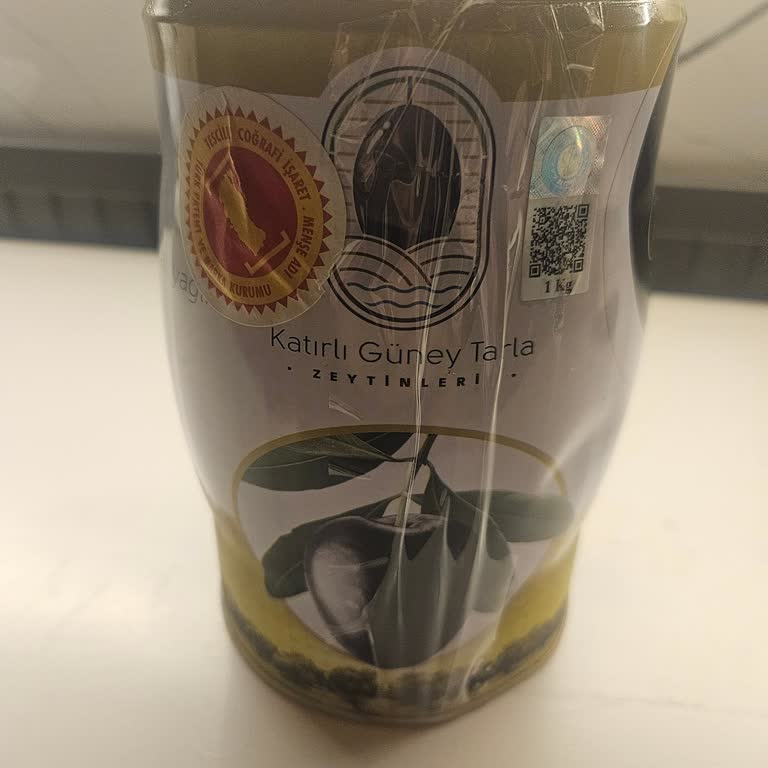 TESCİLLİ COĞRAFİ İŞARET · MENŞE ADI
KURUMU
1 Kg
Katırlı Güney Tarla
· ZEYTİNLERİ ·